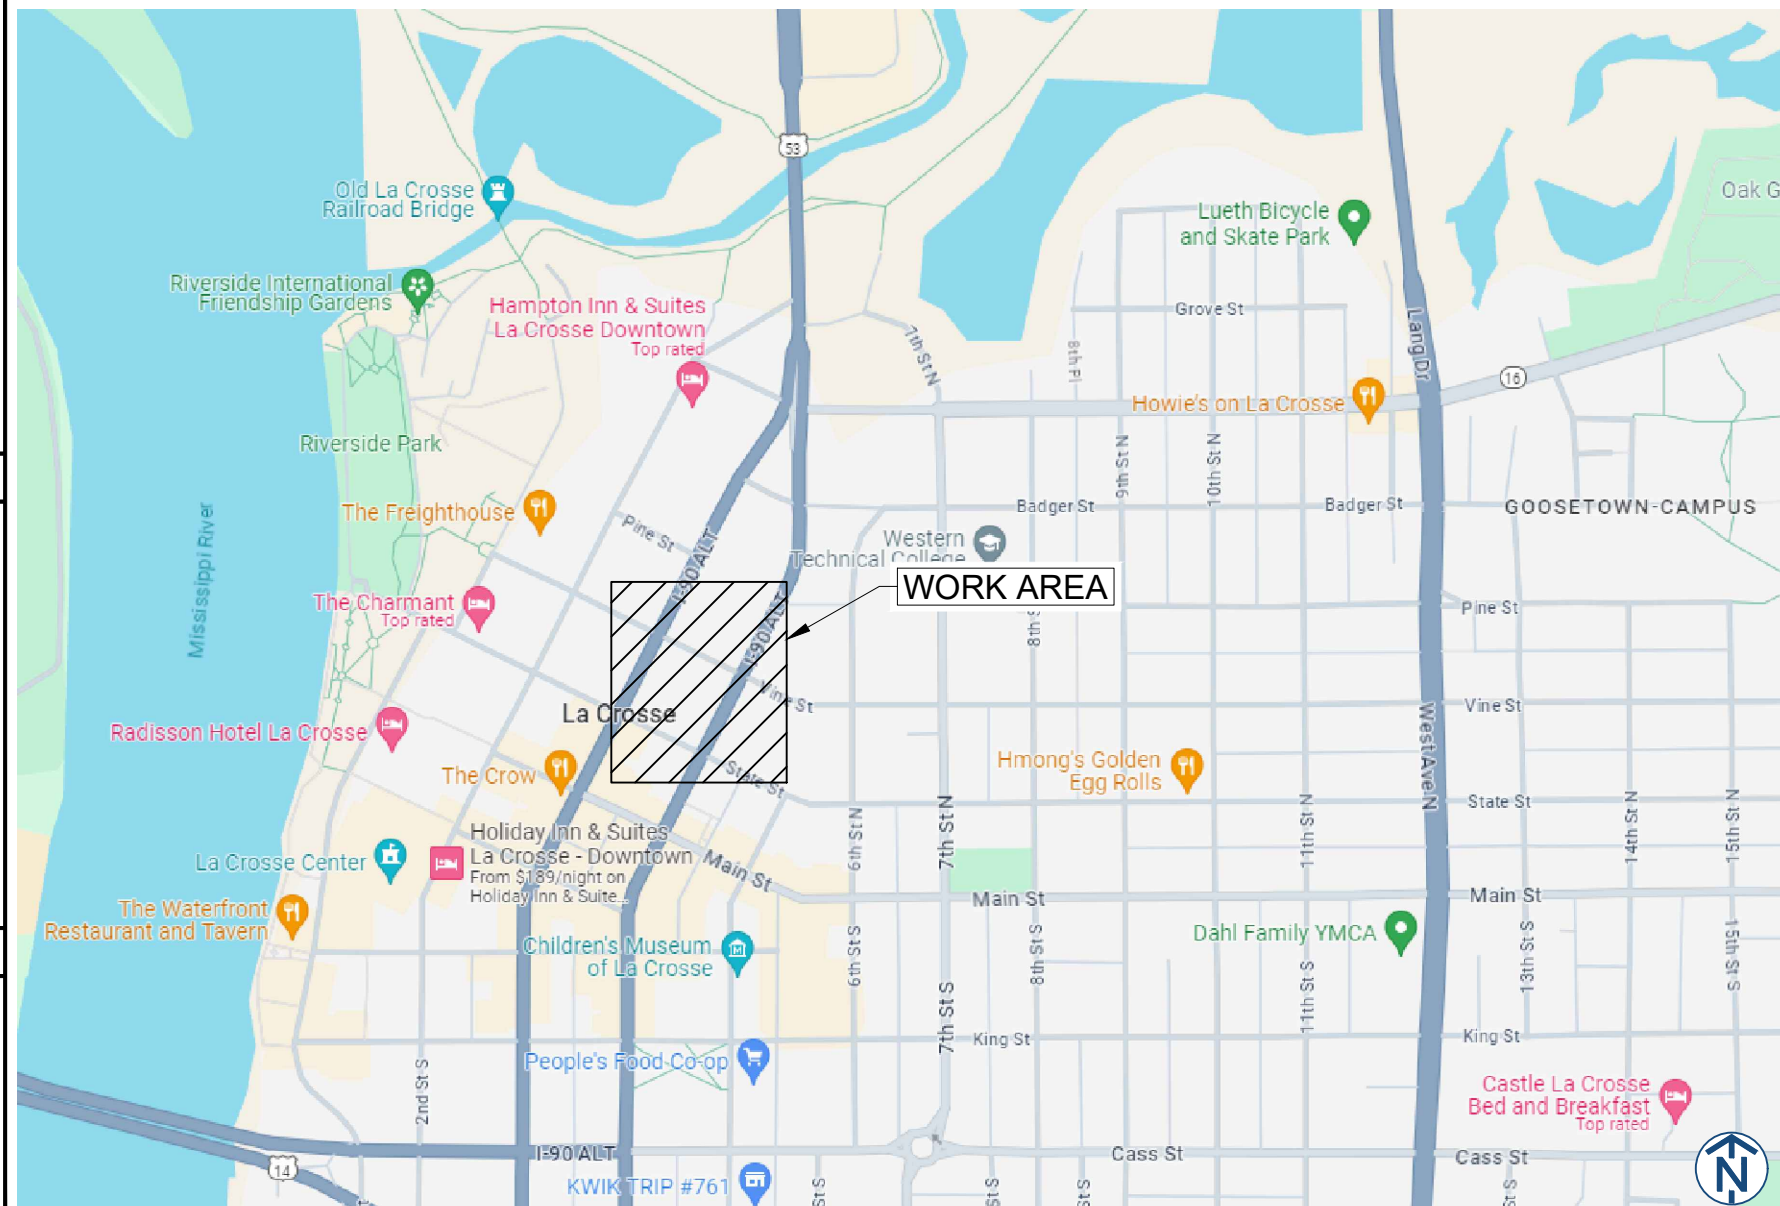 53
Old La Crosse
Railroad Bridge
Oak G
Lueth Bicycle
and Skate Park
Riverside International
Friendship Gardens
Hampton Inn & Suites
La Crosse Downtown
Top rated
Grove St
7th St N
8th Pl
Lang Dr
16
Howie's on La Crosse
Riverside Park
9th St N
10th St N
The Freighthouse
Pine St
I-90 ALT
Badger St
Badger St
GOOSETOWN-CAMPUS
Mississippi River
Western
Technical College
WORK AREA
The Charmant
Top rated
I-90 ALT
8th S
Pine St
Vine St
Vine St
La Crosse
Radisson Hotel La Crosse
West Ave N
The Crow
State St
Hmong's Golden
Egg Rolls
State St
6th St N
7th St N
11th St N
14th St N
15th St N
Holiday Inn & Suites
La Crosse - Downtown
From $189/night on
Holiday Inn & Suite...
La Crosse Center
Main St
Main St
Main St
The Waterfront
Restaurant and Tavern
Children's Museum
of La Crosse
Dahl Family YMCA
6th St S
8th St S
11th St S
13th St S
15th St S
7th St S
King St
King St
People's Food Co-op
2nd St S
Castle La Crosse
Bed and Breakfast
Top rated
I-90 ALT
Cass St
Cass St
14
KWIK TRIP #761
St S
St S
St S
St S
N